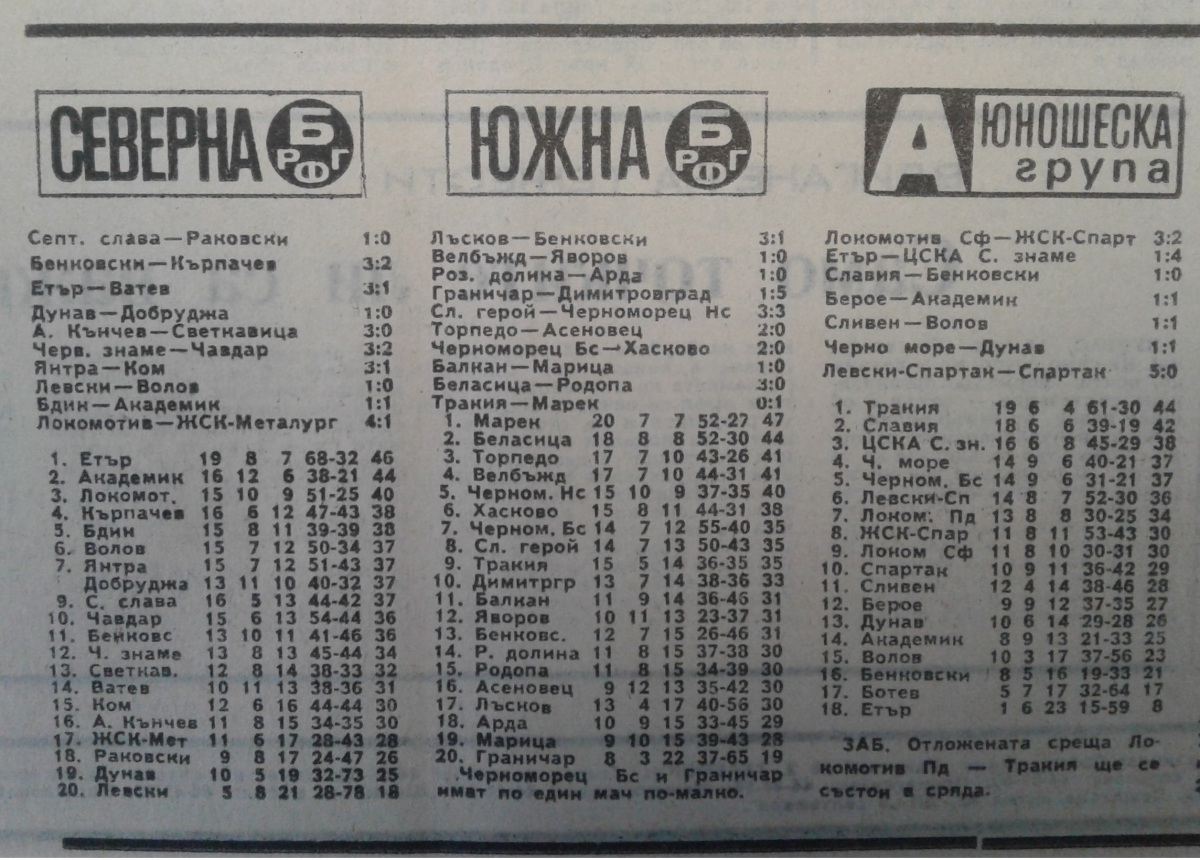 СЕВЕРНА Б РФГ
Септ. слава—Раковски 1:0
Бенковски—Кърпачев 3:2
Етър—Ватев 3:1
Дунав—Добруджа 1:0
А. Кънчев—Светкавица 3:0
Черв. знаме—Чавдар 3:2
Янтра—Ком 3:1
Левски—Волов 1:0
Бдин—Академик 1:1
Локомотив—ЖСК-Металург 4:1
1. Етър 19 8 7 68-32 46
2. Академик 16 12 6 38-21 44
3. Локомот. 15 10 9 51-25 40
4. Кърпачев 16 6 12 47-43 38
5. Бдин 15 8 11 39-39 38
6. Волов 15 7 12 50-34 37
7. Янтра 15 7 12 51-43 37
Добруджа 13 11 10 40-32 37
9. С. слава 16 5 13 44-42 37
10. Чавдар 15 6 13 54-44 36
11. Бенковс 13 10 11 41-46 36
12. Ч. знаме 13 8 13 45-44 34
13. Светкав. 12 8 14 38-33 32
14. Ватев 10 11 13 38-36 31
15. Ком 12 6 16 44-44 30
16. А. Кънчев 11 8 15 34-35 30
17. ЖСК-Мет 11 6 17 28-43 28
18. Раковски 9 8 17 24-47 26
19. Дунав 10 5 19 32-73 25
20. Левски 5 8 21 28-78 18
ЮЖНА Б РФГ
Лъсков—Бенковски 3:1
Велбъжд—Яворов 1:0
Роз. долина—Арда 1:0
Граничар—Димитровград 1:5
Сл. герой—Черноморец Нс 3:3
Торпедо—Асеновец 2:0
Черноморец Бс—Хасково 2:0
Балкан—Марица 1:0
Беласица—Родопа 3:0
Тракия—Марек 0:1
1. Марек 20 7 7 52-27 47
2. Беласица 18 8 8 52-30 44
3. Торпедо 17 7 10 43-26 41
4. Велбъжд 17 7 10 44-31 41
5. Черном. Нс 15 10 9 37-35 40
6. Хасково 15 8 11 44-31 38
7. Черном. Бс 14 7 12 55-40 35
8. Сл. герой 14 7 13 50-43 35
9. Тракия 15 5 14 36-35 35
10. Димитргр 13 7 14 38-36 33
11. Балкан 11 9 14 36-46 31
12. Яворов 10 11 13 23-37 31
13. Бенковс. 12 7 15 26-46 31
14. Р. долина 11 8 15 37-38 30
15. Родопа 11 8 15 34-39 30
16. Асеновец 9 12 13 35-42 30
17. Лъсков 13 4 17 40-56 30
18. Арда 10 9 15 33-45 29
19. Марица 9 10 15 39-43 28
20. Граничар 8 3 22 37-65 19
Черноморец Бс и Граничар
имат по един мач по-малко.
А ЮНОШЕСКА
група
Локомотив Сф—ЖСК-Спарт 3:2
Етър—ЦСКА С. знаме 1:4
Славия—Бенковски 1:0
Берое—Академик 1:1
Сливен—Волов 1:1
Черно море—Дунав 1:1
Левски-Спартак—Спартак 5:0
1. Тракия 19 6 4 61-30 44
2. Славия 18 6 6 39-19 42
3. ЦСКА С. зн. 16 6 8 45-29 38
4. Ч. море 14 9 6 40-21 37
5. Черном. Бс 14 9 6 31-21 37
6. Левски-Сп 14 8 7 52-30 36
7. Локом. Пд 13 8 8 30-25 34
8. ЖСК-Спар 11 8 11 53-43 30
9. Локом Сф 11 8 10 30-31 30
10. Спартак 10 9 11 36-42 29
11. Сливен 12 4 14 38-46 28
12. Берое 9 9 12 37-35 27
13. Дунав 10 6 14 29-28 26
14. Академик 8 9 13 21-33 25
15. Волов 10 3 17 37-56 23
16. Бенковски 8 5 16 19-33 21
17. Ботев 5 7 17 32-64 17
18. Етър 1 6 23 15-59 8
ЗАБ. Отложената среща Ло-
комотив Пд — Тракия ще се
състои в сряда.